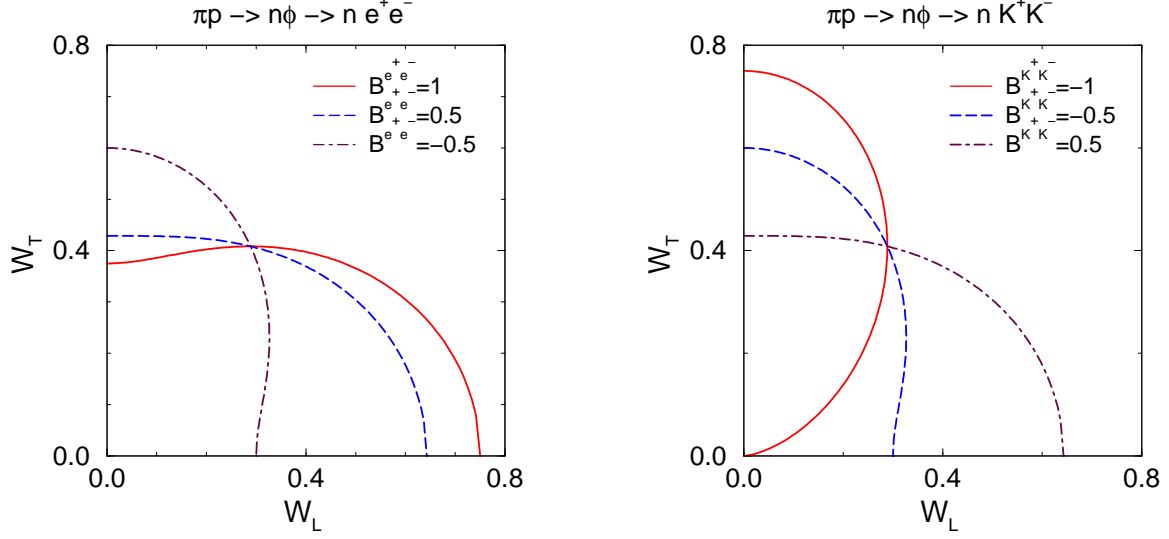 πp −> nϕ −> n e⁺e⁻
0.8
B^{e⁺e⁻}=1
B^{e⁺e⁻}=0.5
B^{e⁺e⁻}=−0.5
W_T
0.4
0.0
0.0 0.4 0.8
W_L
πp −> nϕ −> n K⁺K⁻
0.8
B^{K⁺K⁻}=−1
B^{K⁺K⁻}=−0.5
B^{K⁺K⁻}=0.5
W_T
0.4
0.0
0.0 0.4 0.8
W_L